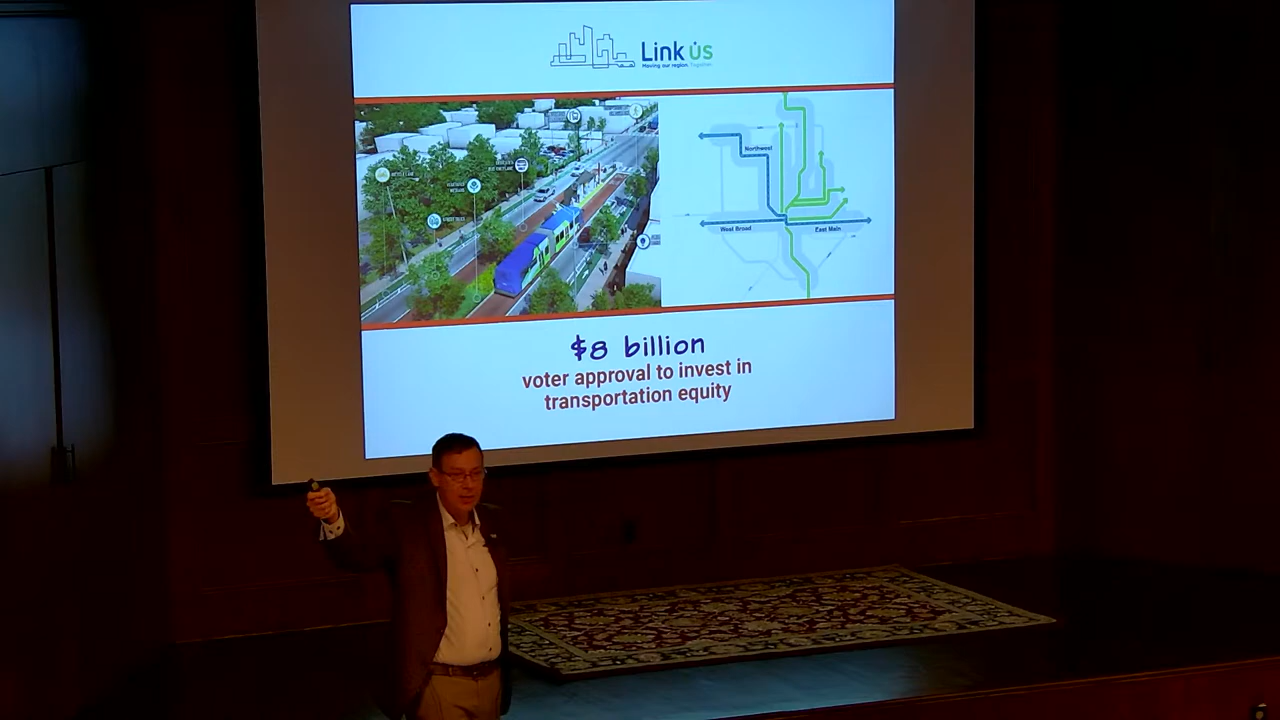 Link us
Moving our region. Together.
Northwest
West Broad
East Main
$8 billion
voter approval to invest in
transportation equity